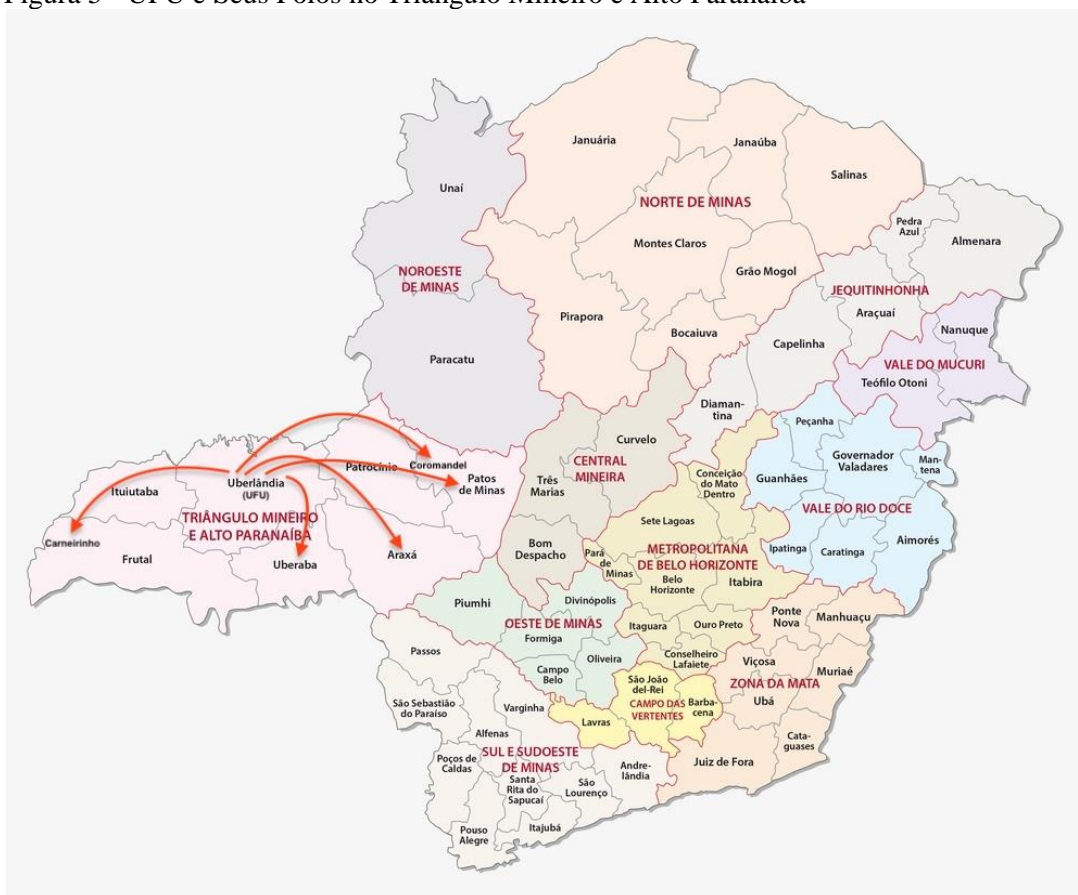 Figura 3 - UFU e Seus Polos no Triângulo Mineiro e Alto Paranaíba
Januária
Janaúba
Salinas
Unaí
NORTE DE MINAS
Pedra
Azul
Almenara
Montes Claros
Grão Mogol
NOROESTE
DE MINAS
JEQUITINHONHA
Araçuaí
Pirapora
Bocaiuva
Nanuque
Capelinha
Paracatu
VALE DO MUCURI
Teófilo Otoni
Diaman-
tina
Peçanha
Curvelo
Governador
Valadares
Man-
tena
Patrocínio
Coromandel
CENTRAL
MINEIRA
Conceição
do Mato
Dentro
Guanhães
Ituiutaba
Uberlândia
(UFU)
Patos
de Minas
Três
Marias
VALE DO RIO DOCE
TRIÂNGULO MINEIRO
E ALTO PARANAÍBA
Sete Lagoas
Carneirinho
Frutal
Uberaba
Araxá
Bom
Despacho
Pará
de
Minas
METROPOLITANA
DE BELO HORIZONTE
Ipatinga
Caratinga
Aimorés
Belo
Horizonte
Itabira
Piumhi
Divinópolis
OESTE DE MINAS
Formiga
Itaguara
Ouro Preto
Ponte
Nova
Manhuaçu
Passos
Campo
Belo
Oliveira
Conselheiro
Lafaiete
Viçosa
Muriaé
São João
del-Rei
ZONA DA MATA
São Sebastião
do Paraíso
Varginha
Lavras
CAMPO DAS
VERTENTES
Barba-
cena
Ubá
Alfenas
Cata-
guases
SUL E SUDOESTE
DE MINAS
Poços de
Caldas
Andre-
lândia
Juiz de Fora
Santa
Rita do
Sapucaí
São
Lourenço
Pouso
Alegre
Itajubá